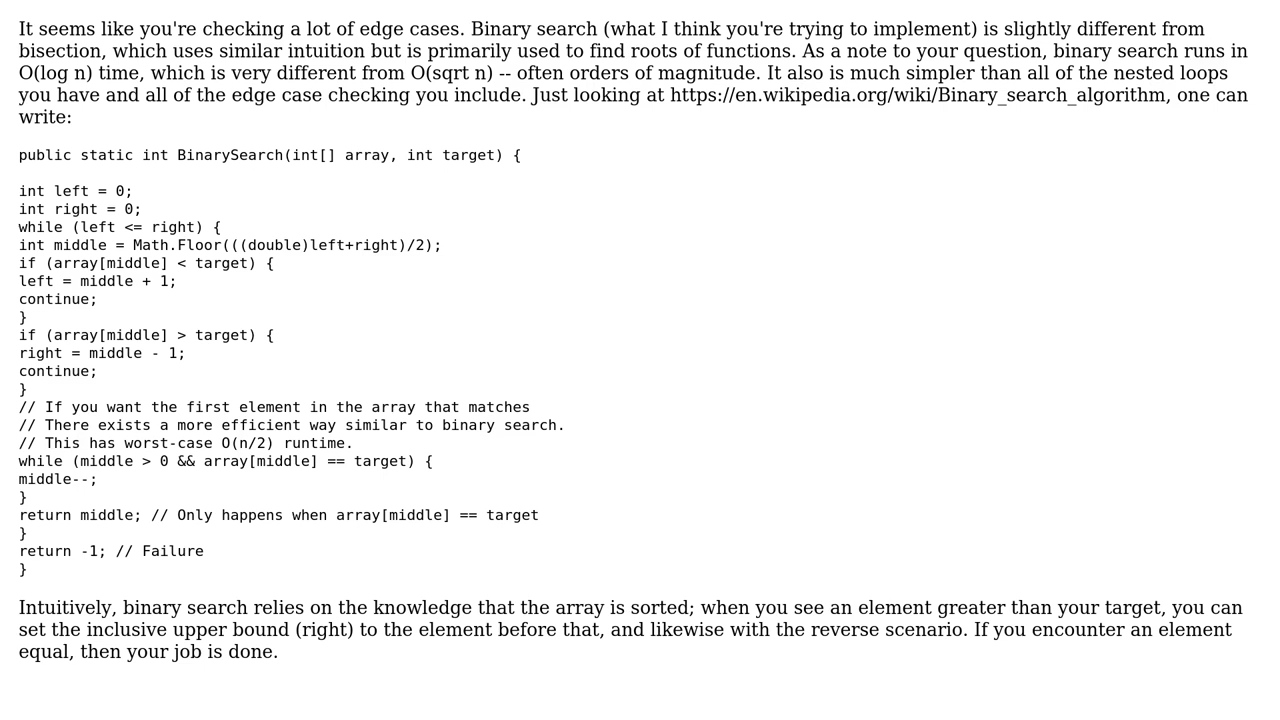 It seems like you're checking a lot of edge cases. Binary search (what I think you're trying to implement) is slightly different from
bisection, which uses similar intuition but is primarily used to find roots of functions. As a note to your question, binary search runs in
O(log n) time, which is very different from O(sqrt n) -- often orders of magnitude. It also is much simpler than all of the nested loops
you have and all of the edge case checking you include. Just looking at https://en.wikipedia.org/wiki/Binary_search_algorithm, one can
write:
public static int BinarySearch(int[] array, int target) {
int left = 0;
int right = 0;
while (left <= right) {
int middle = Math.Floor(((double)left+right)/2);
if (array[middle] < target) {
left = middle + 1;
continue;
}
if (array[middle] > target) {
right = middle - 1;
continue;
}
// If you want the first element in the array that matches
// There exists a more efficient way similar to binary search.
// This has worst-case O(n/2) runtime.
while (middle > 0 && array[middle] == target) {
middle--;
}
return middle; // Only happens when array[middle] == target
}
return -1; // Failure
}
Intuitively, binary search relies on the knowledge that the array is sorted; when you see an element greater than your target, you can
set the inclusive upper bound (right) to the element before that, and likewise with the reverse scenario. If you encounter an element
equal, then your job is done.